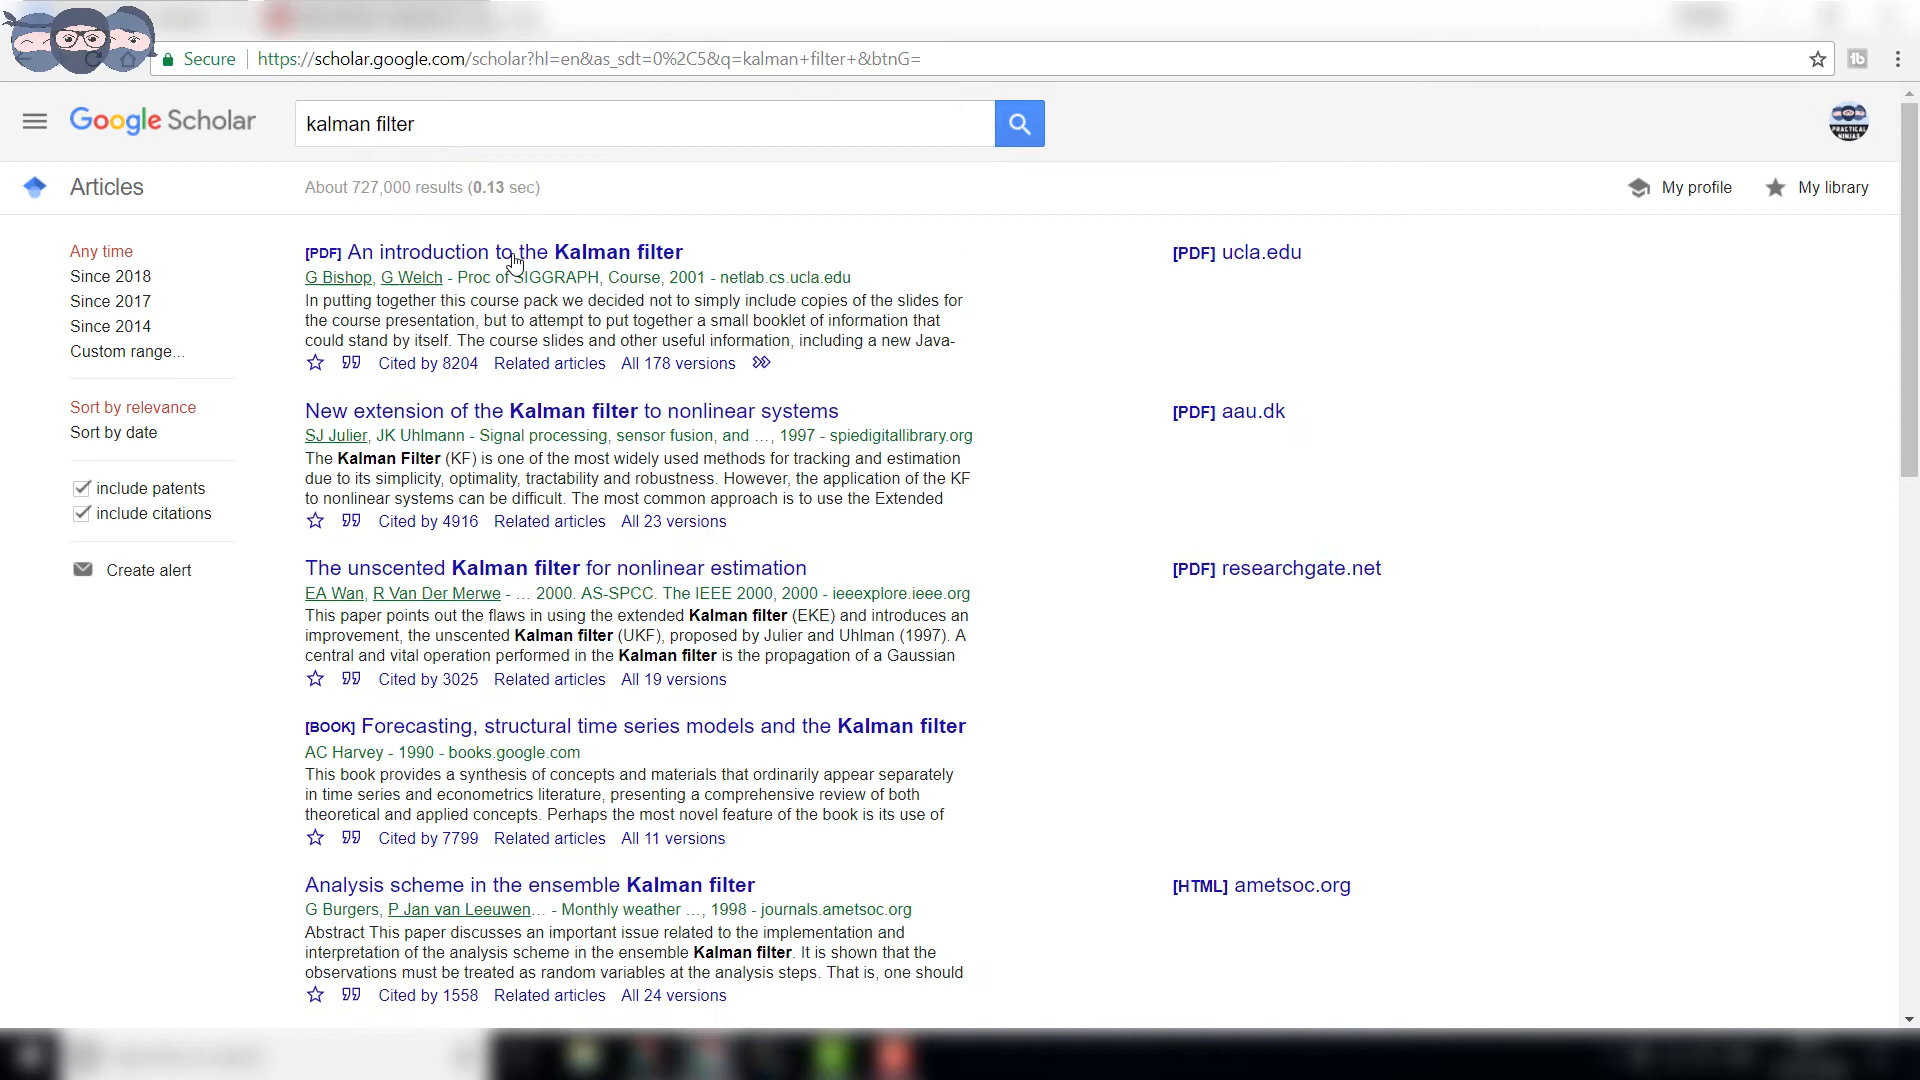 Secure
https://scholar.google.com/scholar?hl=en&as_sdt=0%2C5&q=kalman+filter+&btnG=
Google Scholar
kalman filter
PRACTICAL NINJAS
Articles
About 727,000 results (0.13 sec)
My profile
My library
Any time
Since 2018
Since 2017
Since 2014
Custom range...
Sort by relevance
Sort by date
include patents
include citations
Create alert
[PDF] An introduction to the Kalman filter
G Bishop, G Welch - Proc of SIGGRAPH, Course, 2001 - netlab.cs.ucla.edu
In putting together this course pack we decided not to simply include copies of the slides for
the course presentation, but to attempt to put together a small booklet of information that
could stand by itself. The course slides and other useful information, including a new Java-
Cited by 8204 Related articles All 178 versions
[PDF] ucla.edu
New extension of the Kalman filter to nonlinear systems
SJ Julier, JK Uhlmann - Signal processing, sensor fusion, and …, 1997 - spiedigitallibrary.org
The Kalman Filter (KF) is one of the most widely used methods for tracking and estimation
due to its simplicity, optimality, tractability and robustness. However, the application of the KF
to nonlinear systems can be difficult. The most common approach is to use the Extended
Cited by 4916 Related articles All 23 versions
[PDF] aau.dk
The unscented Kalman filter for nonlinear estimation
EA Wan, R Van Der Merwe - … 2000. AS-SPCC. The IEEE 2000, 2000 - ieeexplore.ieee.org
This paper points out the flaws in using the extended Kalman filter (EKE) and introduces an
improvement, the unscented Kalman filter (UKF), proposed by Julier and Uhlman (1997). A
central and vital operation performed in the Kalman filter is the propagation of a Gaussian
Cited by 3025 Related articles All 19 versions
[PDF] researchgate.net
[BOOK] Forecasting, structural time series models and the Kalman filter
AC Harvey - 1990 - books.google.com
This book provides a synthesis of concepts and materials that ordinarily appear separately
in time series and econometrics literature, presenting a comprehensive review of both
theoretical and applied concepts. Perhaps the most novel feature of the book is its use of
Cited by 7799 Related articles All 11 versions
Analysis scheme in the ensemble Kalman filter
G Burgers, P Jan van Leeuwen… - Monthly weather …, 1998 - journals.ametsoc.org
Abstract This paper discusses an important issue related to the implementation and
interpretation of the analysis scheme in the ensemble Kalman filter. It is shown that the
observations must be treated as random variables at the analysis steps. That is, one should
Cited by 1558 Related articles All 24 versions
[HTML] ametsoc.org